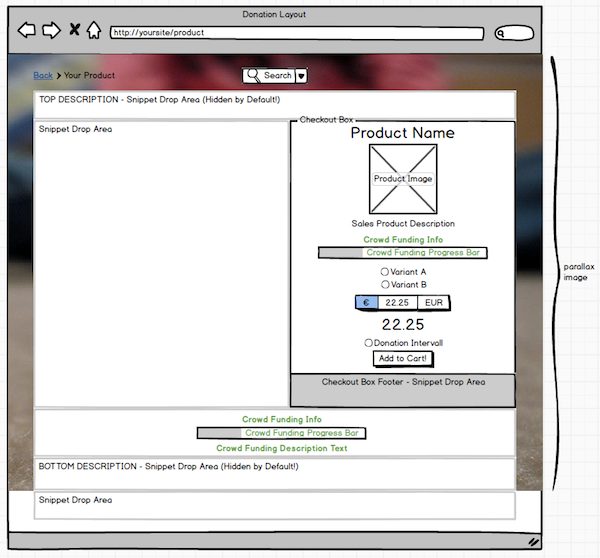 Donation Layout
http://yoursite/product
Back > Your Product
Search
TOP DESCRIPTION - Snippet Drop Area (Hidden by Default!)
Snippet Drop Area
Checkout Box
Product Name
Product Image
Sales Product Description
Crowd Funding Info
Crowd Funding Progress Bar
Variant A
Variant B
€ 22.25 EUR
22.25
Donation Intervall
Add to Cart!
Checkout Box Footer - Snippet Drop Area
parallax
image
Crowd Funding Info
Crowd Funding Progress Bar
Crowd Funding Description Text
BOTTOM DESCRIPTION - Snippet Drop Area (Hidden by Default!)
Snippet Drop Area